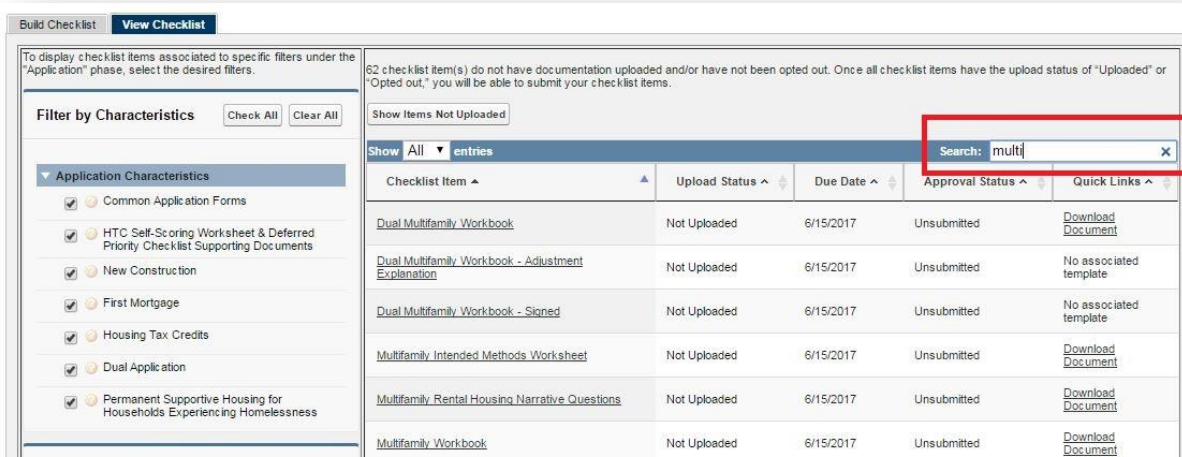 Build Checklist
View Checklist
To display checklist items associated to specific filters under the
"Application" phase, select the desired filters.
Filter by Characteristics
Check All
Clear All
Application Characteristics
Common Application Forms
HTC Self-Scoring Worksheet & Deferred
Priority Checklist Supporting Documents
New Construction
First Mortgage
Housing Tax Credits
Dual Application
Permanent Supportive Housing for
Households Experiencing Homelessness
62 checklist item(s) do not have documentation uploaded and/or have not been opted out. Once all checklist items have the upload status of "Uploaded" or
"Opted out," you will be able to submit your checklist items.
Show Items Not Uploaded
Show All entries Search: multi
Checklist Item Upload Status Due Date Approval Status Quick Links
Dual Multifamily Workbook Not Uploaded 6/15/2017 Unsubmitted Download
Document
Dual Multifamily Workbook - Adjustment
Explanation Not Uploaded 6/15/2017 Unsubmitted No associated
template
Dual Multifamily Workbook - Signed Not Uploaded 6/15/2017 Unsubmitted No associated
template
Multifamily Intended Methods Worksheet Not Uploaded 6/15/2017 Unsubmitted Download
Document
Multifamily Rental Housing Narrative Questions Not Uploaded 6/15/2017 Unsubmitted Download
Document
Multifamily Workbook Not Uploaded 6/15/2017 Unsubmitted Download
Document